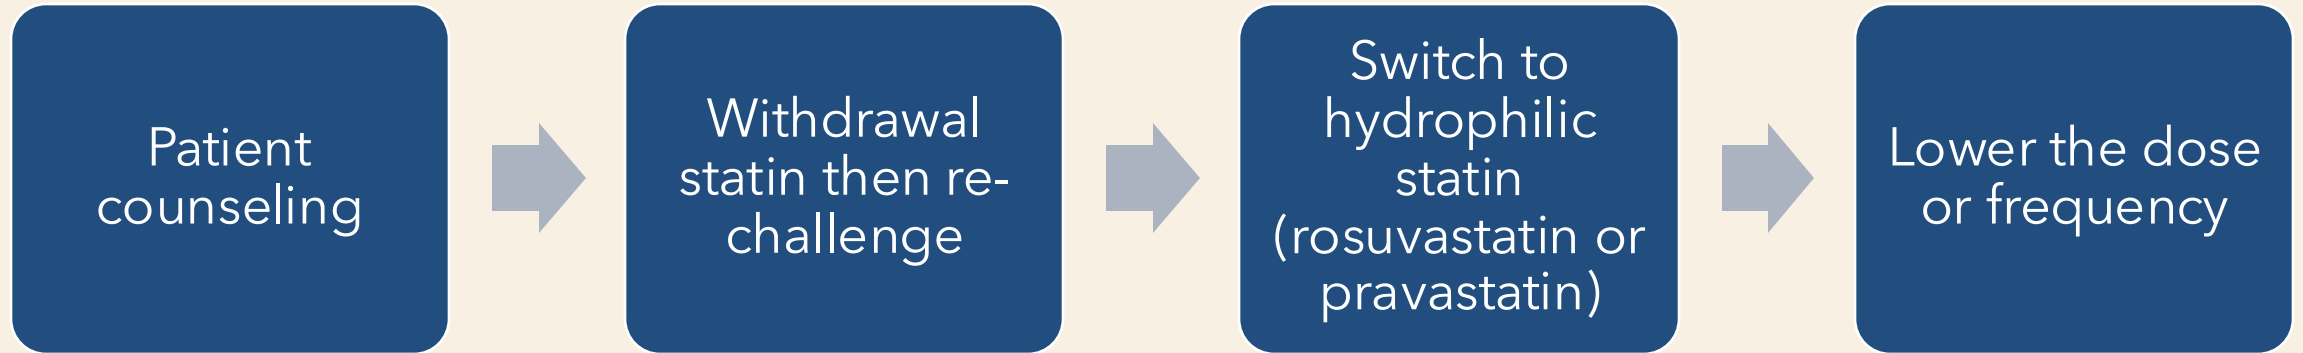 Patient
counseling
Withdrawal
statin then re-
challenge
Switch to
hydrophilic
statin
(rosuvastatin or
pravastatin)
Lower the dose
or frequency